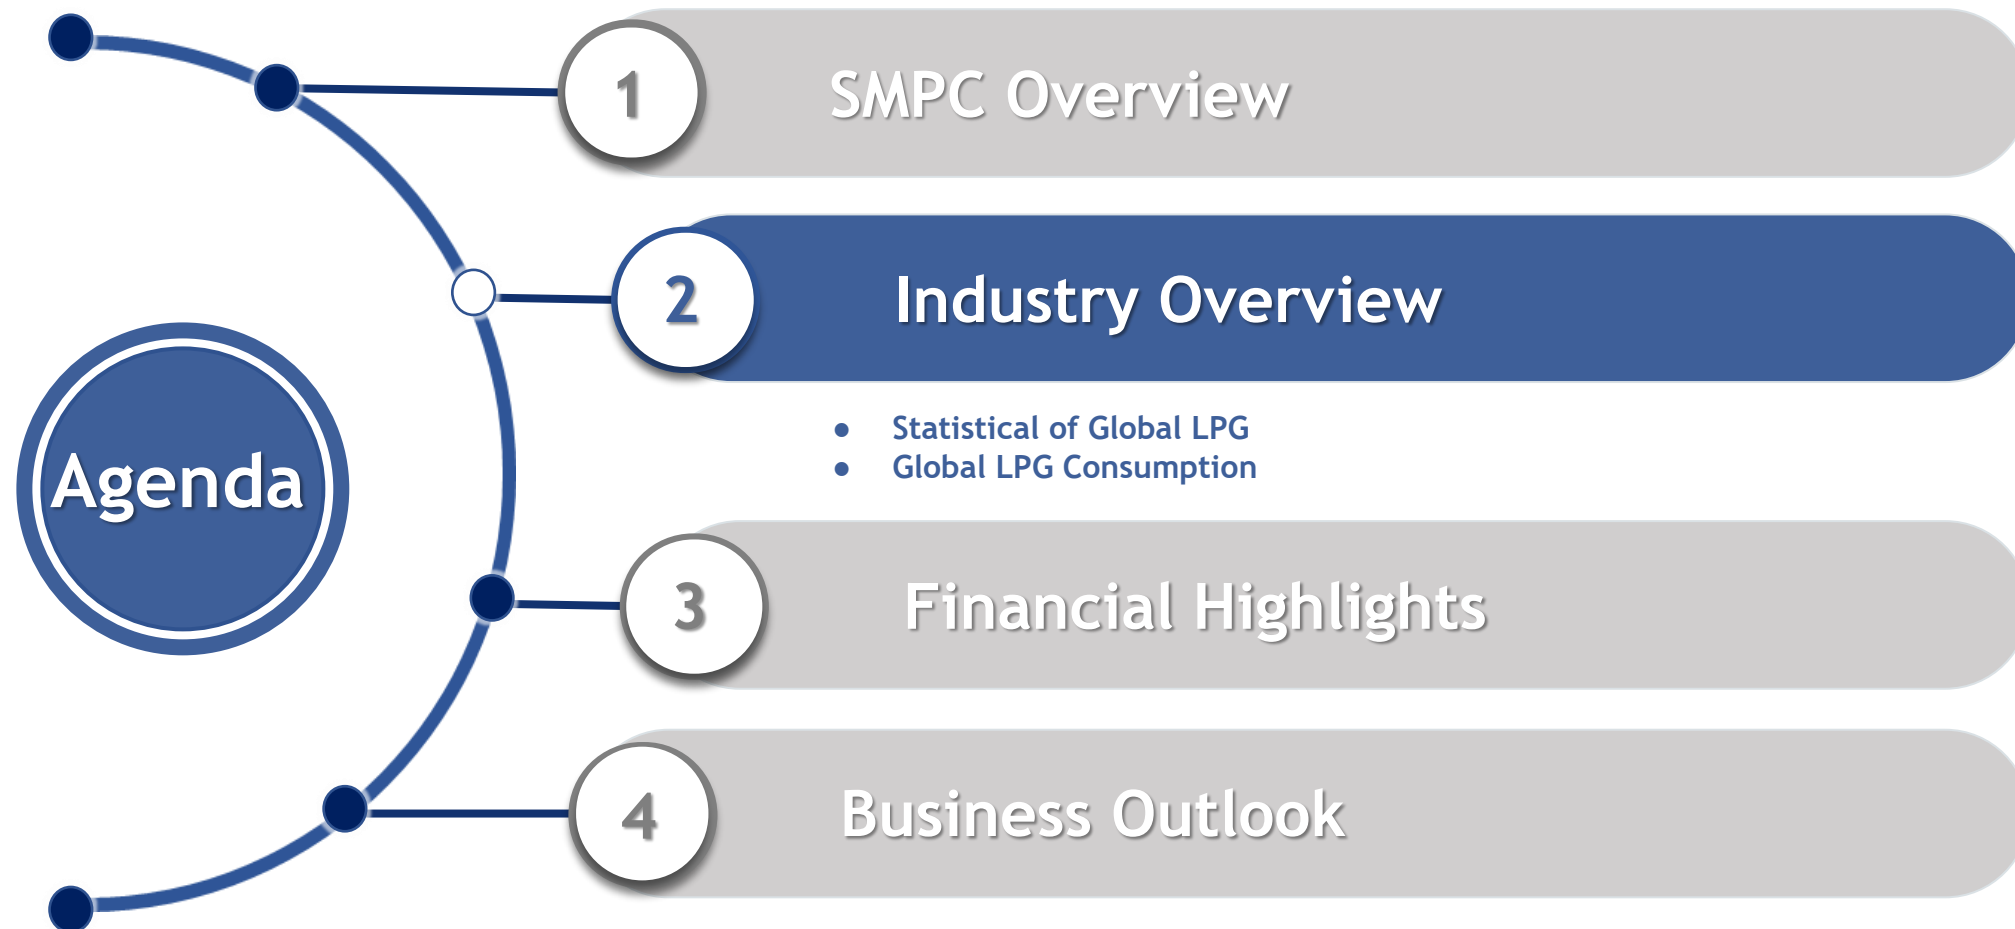 Agenda
1
SMPC Overview
2
Industry Overview
● Statistical of Global LPG
● Global LPG Consumption
3
Financial Highlights
4
Business Outlook